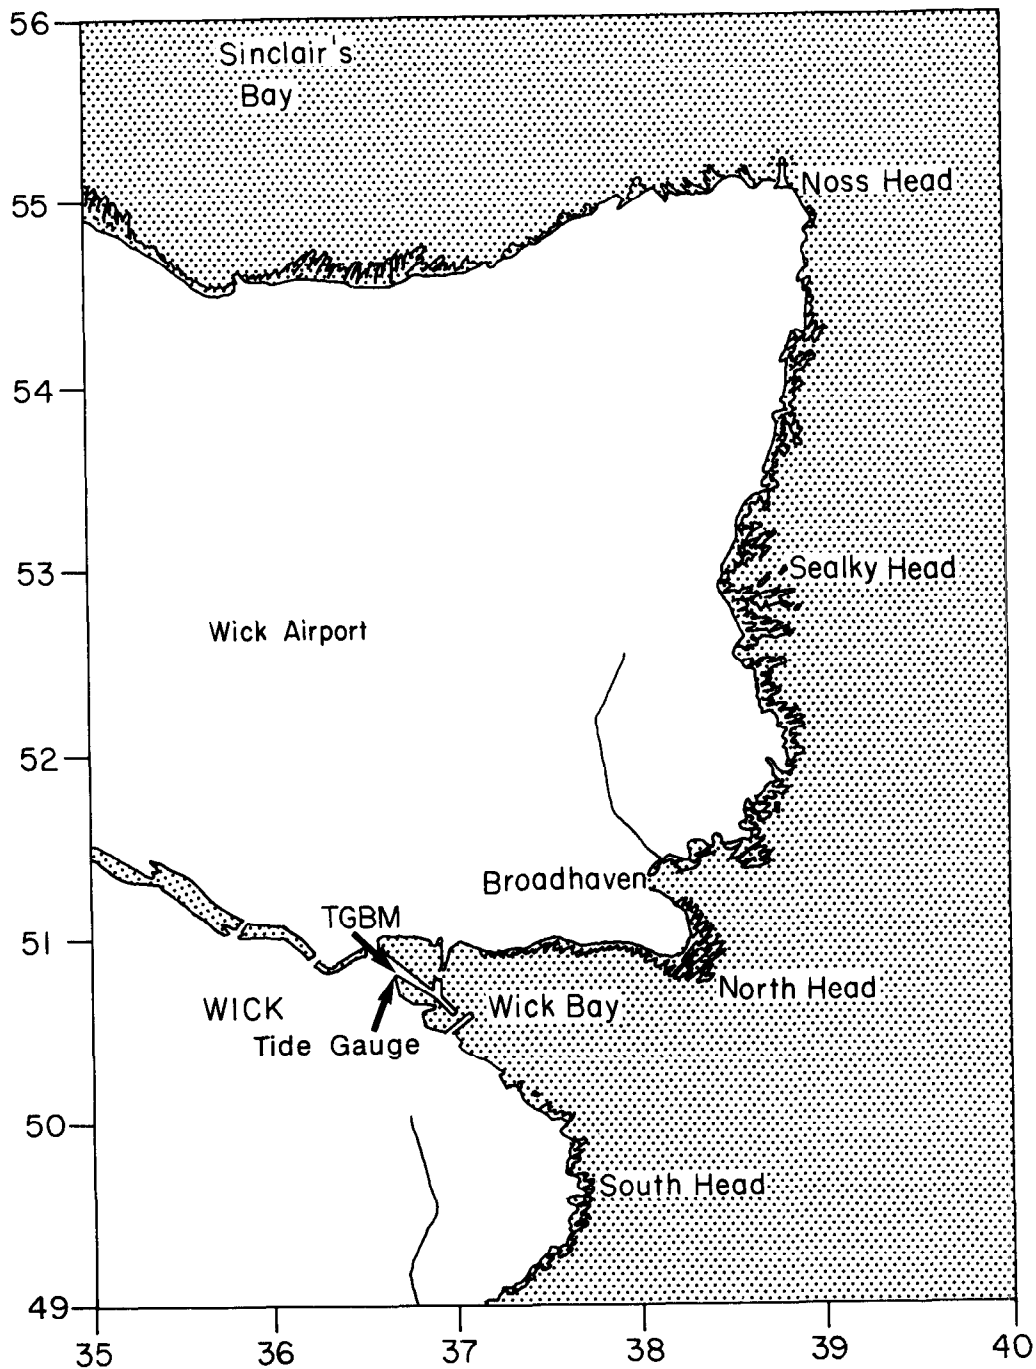 56
Sinclair's
Bay
Noss Head
55
54
53
Sealky Head
Wick Airport
52
Broadhaven
TGBM
51
North Head
WICK
Wick Bay
Tide Gauge
50
South Head
49
35
36
37
38
39
40